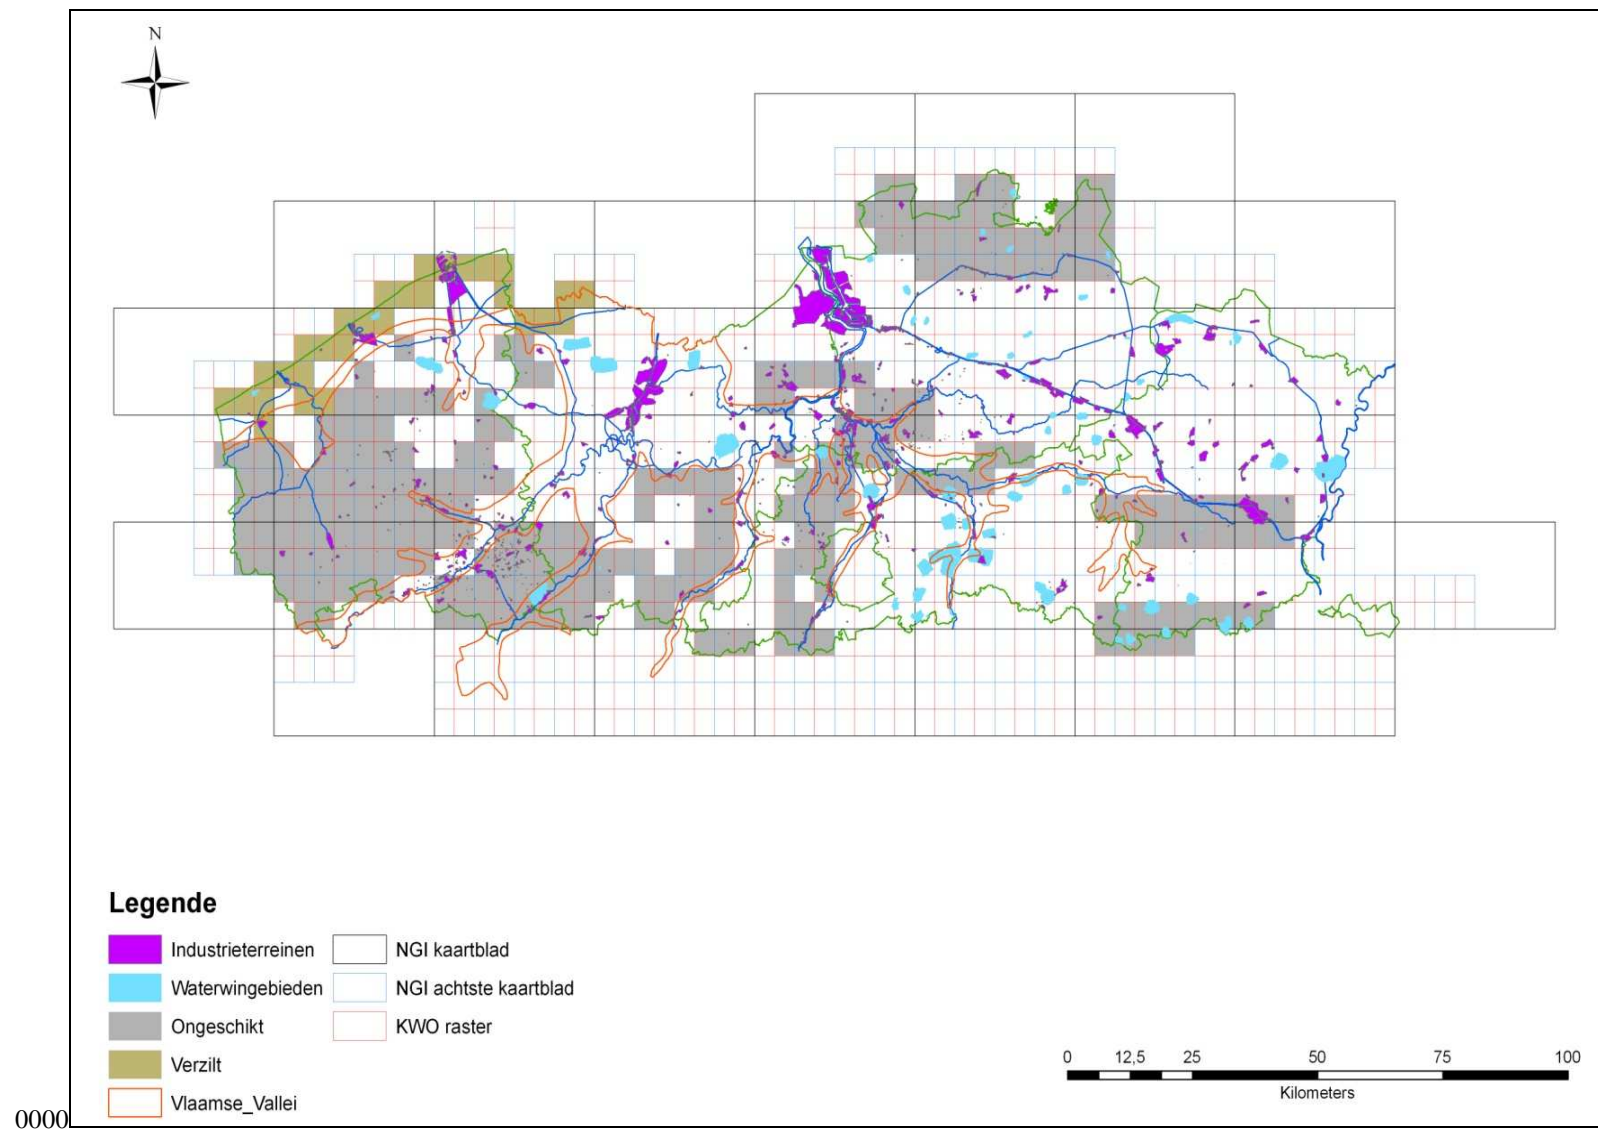 N
Legende
Industrieterreinen
NGI kaartblad
Waterwingebieden
NGI achtste kaartblad
Ongeschikt
KWO raster
Verzilt
Vlaamse_Vallei
0 12,5 25 50 75 100
Kilometers
0000